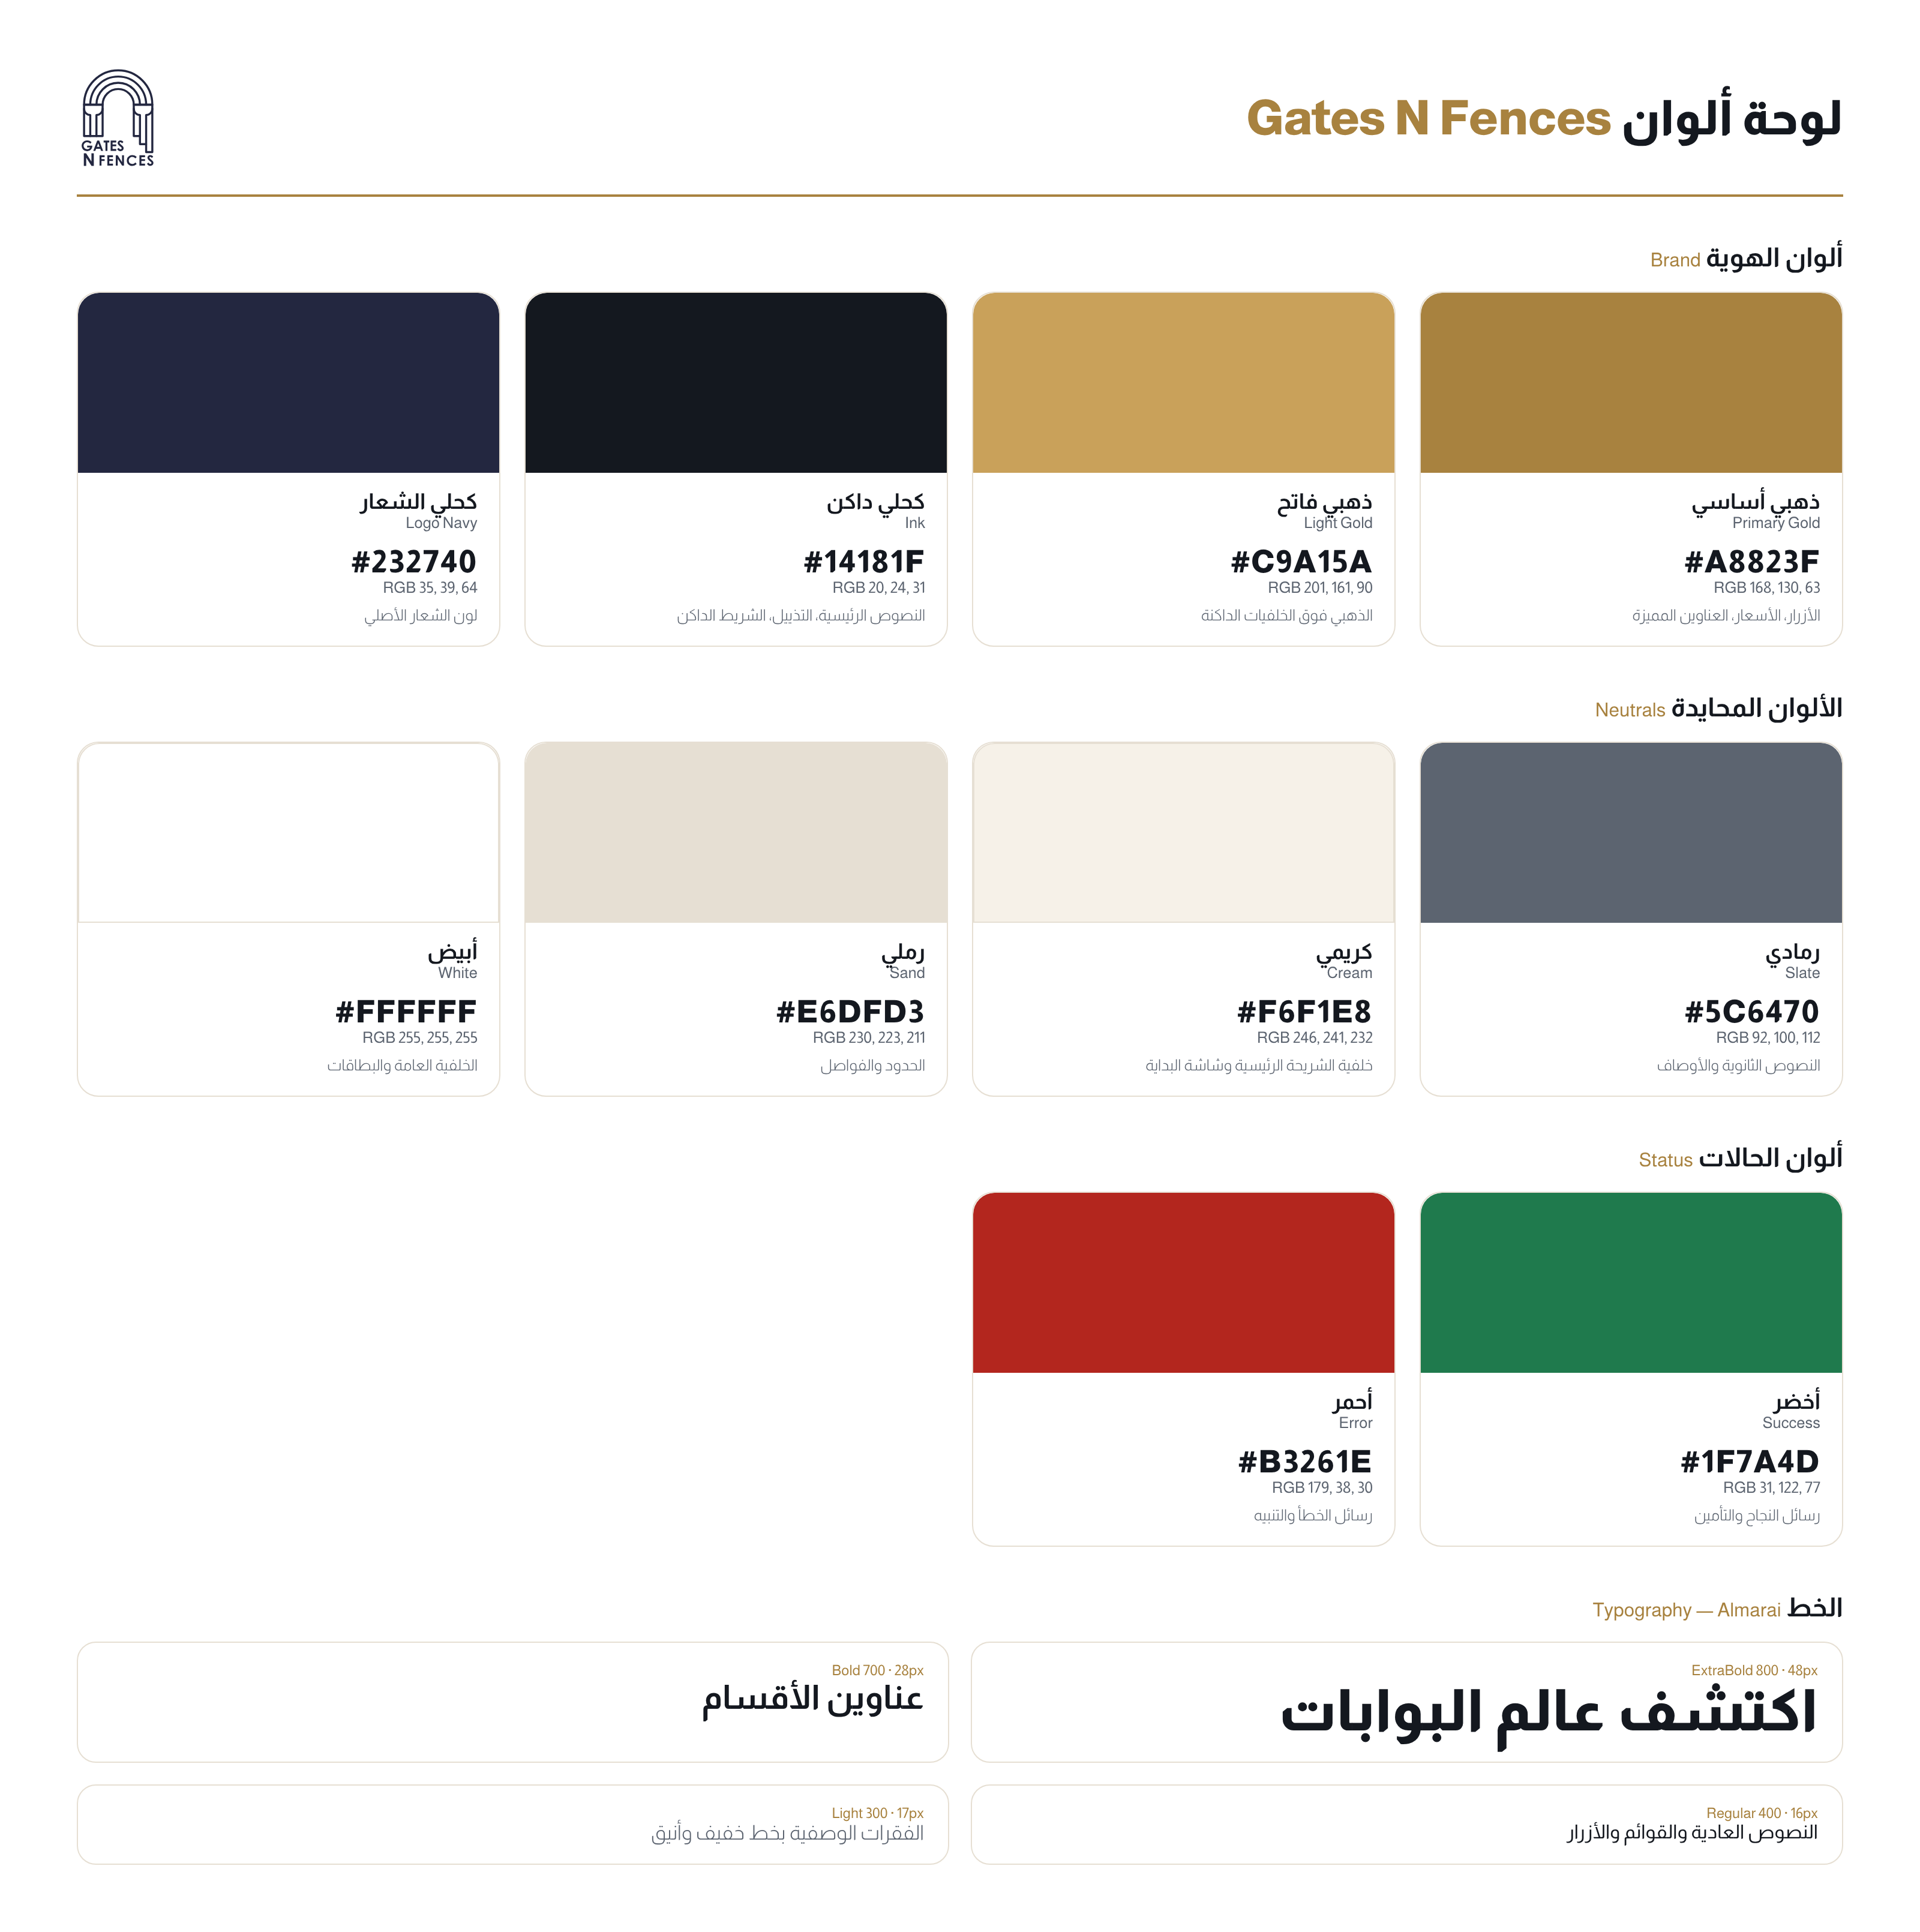 لوحة ألوان Gates N Fences
GATES
N FENCES
ألوان الهوية Brand
ذهبي أساسي
Primary Gold
#A8823F
RGB 168, 130, 63
الأزرار، الأسعار، العناوين المميزة
ذهبي فاتح
Light Gold
#C9A15A
RGB 201, 161, 90
الذهبي فوق الخلفيات الداكنة
كحلي داكن
Ink
#14181F
RGB 20, 24, 31
النصوص الرئيسية، التذييل، الشريط الداكن
كحلي الشعار
Logo Navy
#232740
RGB 35, 39, 64
لون الشعار الأصلي
الألوان المحايدة Neutrals
رمادي
Slate
#5C6470
RGB 92, 100, 112
النصوص الثانوية والأوصاف
كريمي
Cream
#F6F1E8
RGB 246, 241, 232
خلفية الشريحة الرئيسية وشاشة البداية
رملي
Sand
#E6DFD3
RGB 230, 223, 211
الحدود والفواصل
أبيض
White
#FFFFFF
RGB 255, 255, 255
الخلفية العامة والبطاقات
ألوان الحالات Status
أخضر
Success
#1F7A4D
RGB 31, 122, 77
رسائل النجاح والتأمين
أحمر
Error
#B3261E
RGB 179, 38, 30
رسائل الخطأ والتنبيه
الخط Typography — Almarai
ExtraBold 800 · 48px
اكتشف عالم البوابات
Bold 700 · 28px
عناوين الأقسام
Regular 400 · 16px
النصوص العادية والقوائم والأزرار
Light 300 · 17px
الفقرات الوصفية بخط خفيف وأنيق